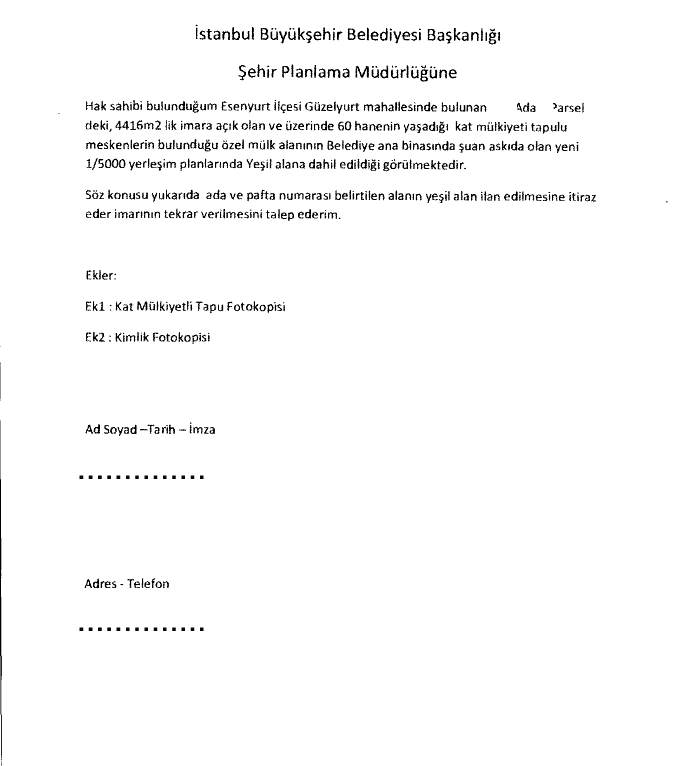 İstanbul Büyükşehir Belediyesi Başkanlığı
Şehir Planlama Müdürlüğüne
Hak sahibi bulunduğum Esenyurt İlçesi Güzelyurt mahallesinde bulunan Ada Parsel
deki, 4416m2 lik imara açık olan ve üzerinde 60 hanenin yaşadığı kat mülkiyeti tapulu
meskenlerin bulunduğu özel mülk alanının Belediye ana binasında şuan askıda olan yeni
1/5000 yerleşim planlarında Yeşil alana dahil edildiği görülmektedir.
Söz konusu yukarıda ada ve pafta numarası belirtilen alanın yeşil alan ilan edilmesine itiraz
eder imarının tekrar verilmesini talep ederim.
Ekler:
Ek1 : Kat Mülkiyetli Tapu Fotokopisi
Ek2 : Kimlik Fotokopisi
Ad Soyad –Tarih – İmza
..............
Adres - Telefon
..............